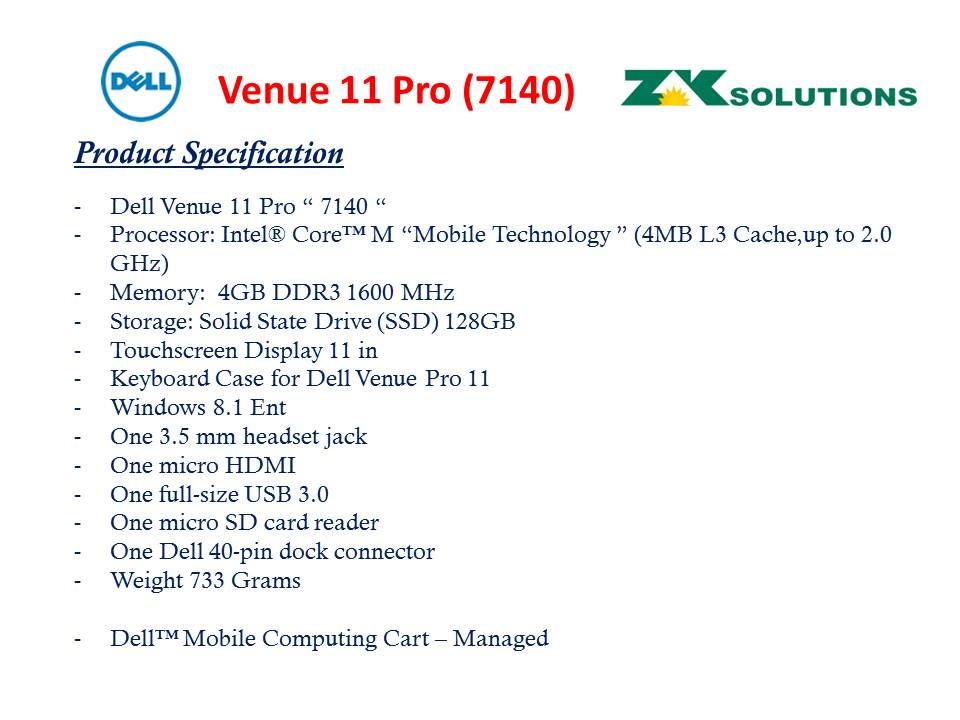 DELL
Venue 11 Pro (7140)
ZK SOLUTIONS
Product Specification
- Dell Venue 11 Pro “ 7140 “
- Processor: Intel® Core™ M “Mobile Technology ” (4MB L3 Cache,up to 2.0
GHz)
- Memory:  4GB DDR3 1600 MHz
- Storage: Solid State Drive (SSD) 128GB
- Touchscreen Display 11 in
- Keyboard Case for Dell Venue Pro 11
- Windows 8.1 Ent
- One 3.5 mm headset jack
- One micro HDMI
- One full-size USB 3.0
- One micro SD card reader
- One Dell 40-pin dock connector
- Weight 733 Grams
- Dell™ Mobile Computing Cart – Managed